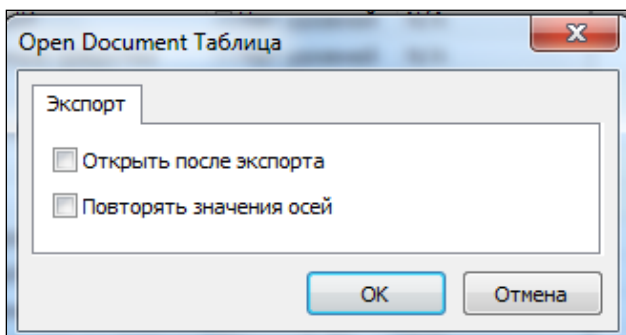 Open Document Таблица
Экспорт
Открыть после экспорта
Повторять значения осей
OK
Отмена